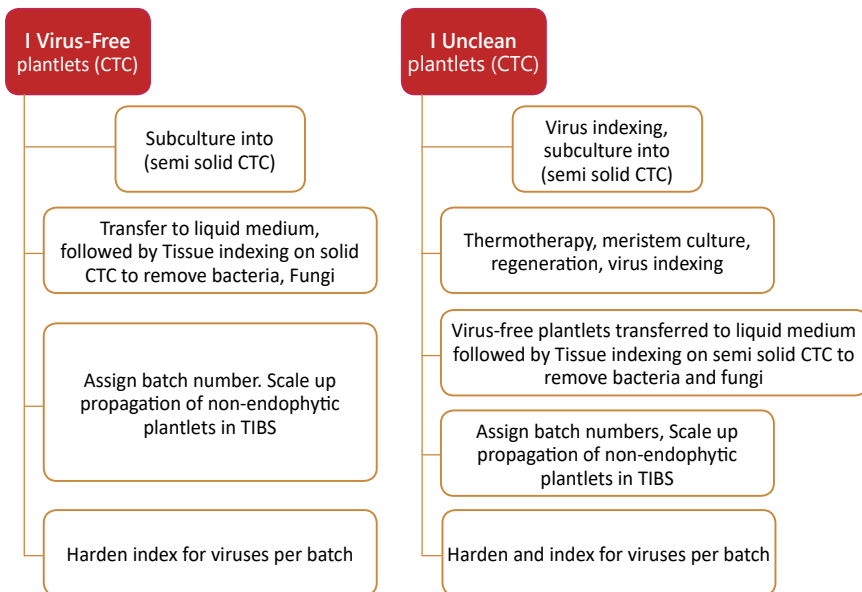 I Virus-Free
plantlets (CTC)
Subculture into
(semi solid CTC)
Transfer to liquid medium,
followed by Tissue indexing on solid
CTC to remove bacteria, Fungi
Assign batch number. Scale up
propagation of non-endophytic
plantlets in TIBS
Harden index for viruses per batch
I Unclean
plantlets (CTC)
Virus indexing,
subculture into
(semi solid CTC)
Thermotherapy, meristem culture,
regeneration, virus indexing
Virus-free plantlets transferred to liquid medium
followed by Tissue indexing on semi solid CTC to
remove bacteria and fungi
Assign batch numbers, Scale up
propagation of non-endophytic
plantlets in TIBS
Harden and index for viruses per batch